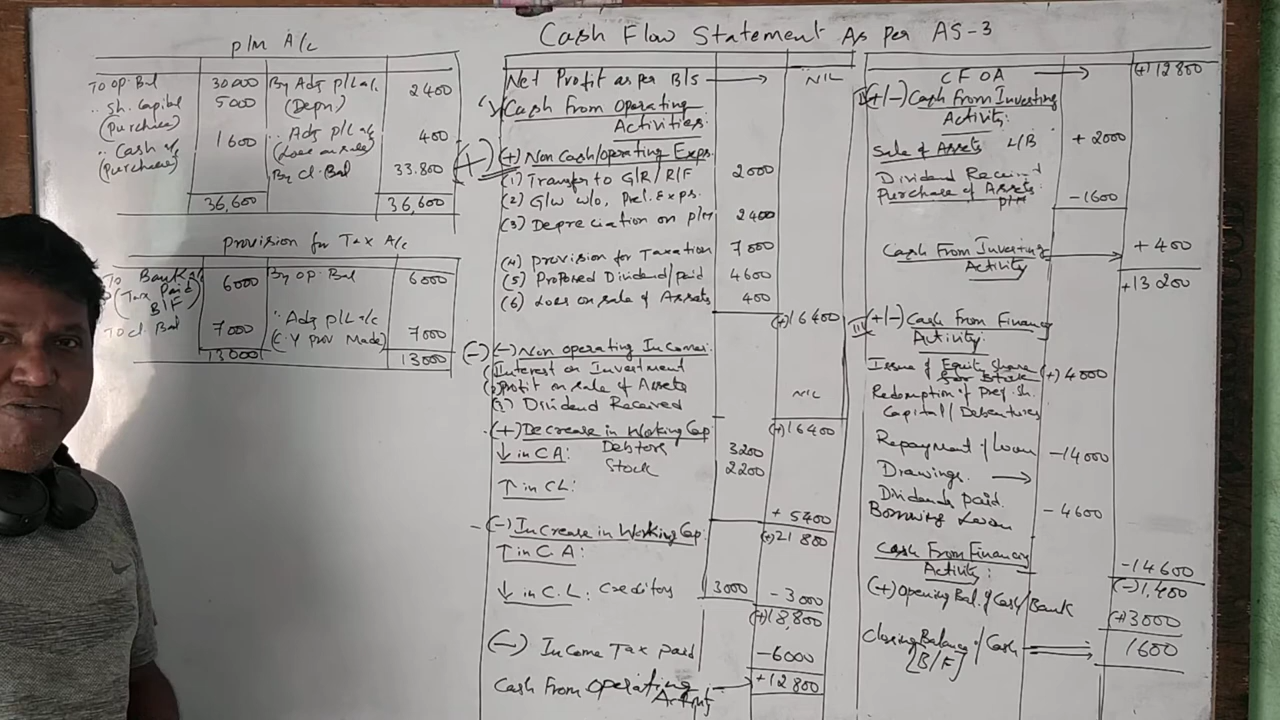 Cash Flow Statement As per AS-3
P/M A/c
To op. Bal 30000 By Adj P/L a/c 2400
.. Sh. Capital 5000 (Depn.)
(Purchase)
.. Cash a/c 1600 .. Adj P/L a/c 400
(Purchases) (Loss on sale)
By Cl. Bal 33.800
36,600 36,600
Provision for Tax A/c
To Bank a/c 6000 By op. Bal 6000
(Tax Paid
B/F)
To cl. Bal 7000 .. Adj P/L a/c 7000
(C.Y prov Made)
13000 13000
Net Profit as per B/S NIL
Cash From Operating
Activities:
(+) (+) Non Cash/operating Exps.
(1) Transfer to G/R / R/F 2000
(2) G/w w/o, Prel. Exps.
(3) Depreciation on P/M 2400
(4) Provision for Taxation 7000
(5) Proposed Dividend/paid 4600
(6) Loss on sale of Assets 400
(+) 16400
(-) (-) Non operating Incomes:
(1) Interest on Investment
(2) Profit on sale of Assets
(3) Dividend Received NIL
(+) 16400
(+) Decrease in Working Cap
↓ in CA: Debtors 3200
Stock 2200
↑ in CL:
+ 5400
(+) 21 800
- (-) Increase in Working Cap.
↑ in C.A:
↓ in C.L: Creditors 3000 - 3000
(+) 18,800
(-) Income Tax paid -6000
Cash From Operating +12800
Activity
CFOA (+) 12800
II (+/-) Cash From Investing
Activity:
Sale of Assets L/B + 2000
Dividend Received
Purchase of Assets - 1600
P/M
Cash From Investing + 400
Activity
+13 200
III (+/-) Cash From Financy
Activity:
Issue of Equity Share (+) 4000
for Stock
Redemption of Pref. Sh.
Capital / Debentures
Repayment of Loan - 14000
Drawings.
Dividends paid. - 4600
Borrowing Loan
Cash From Financy
Activity: - 14600
(-) 1,400
(+) Opening Bal. of Cash/Bank (+) 3000
Closing Balance of Cash 1600
[B/F]